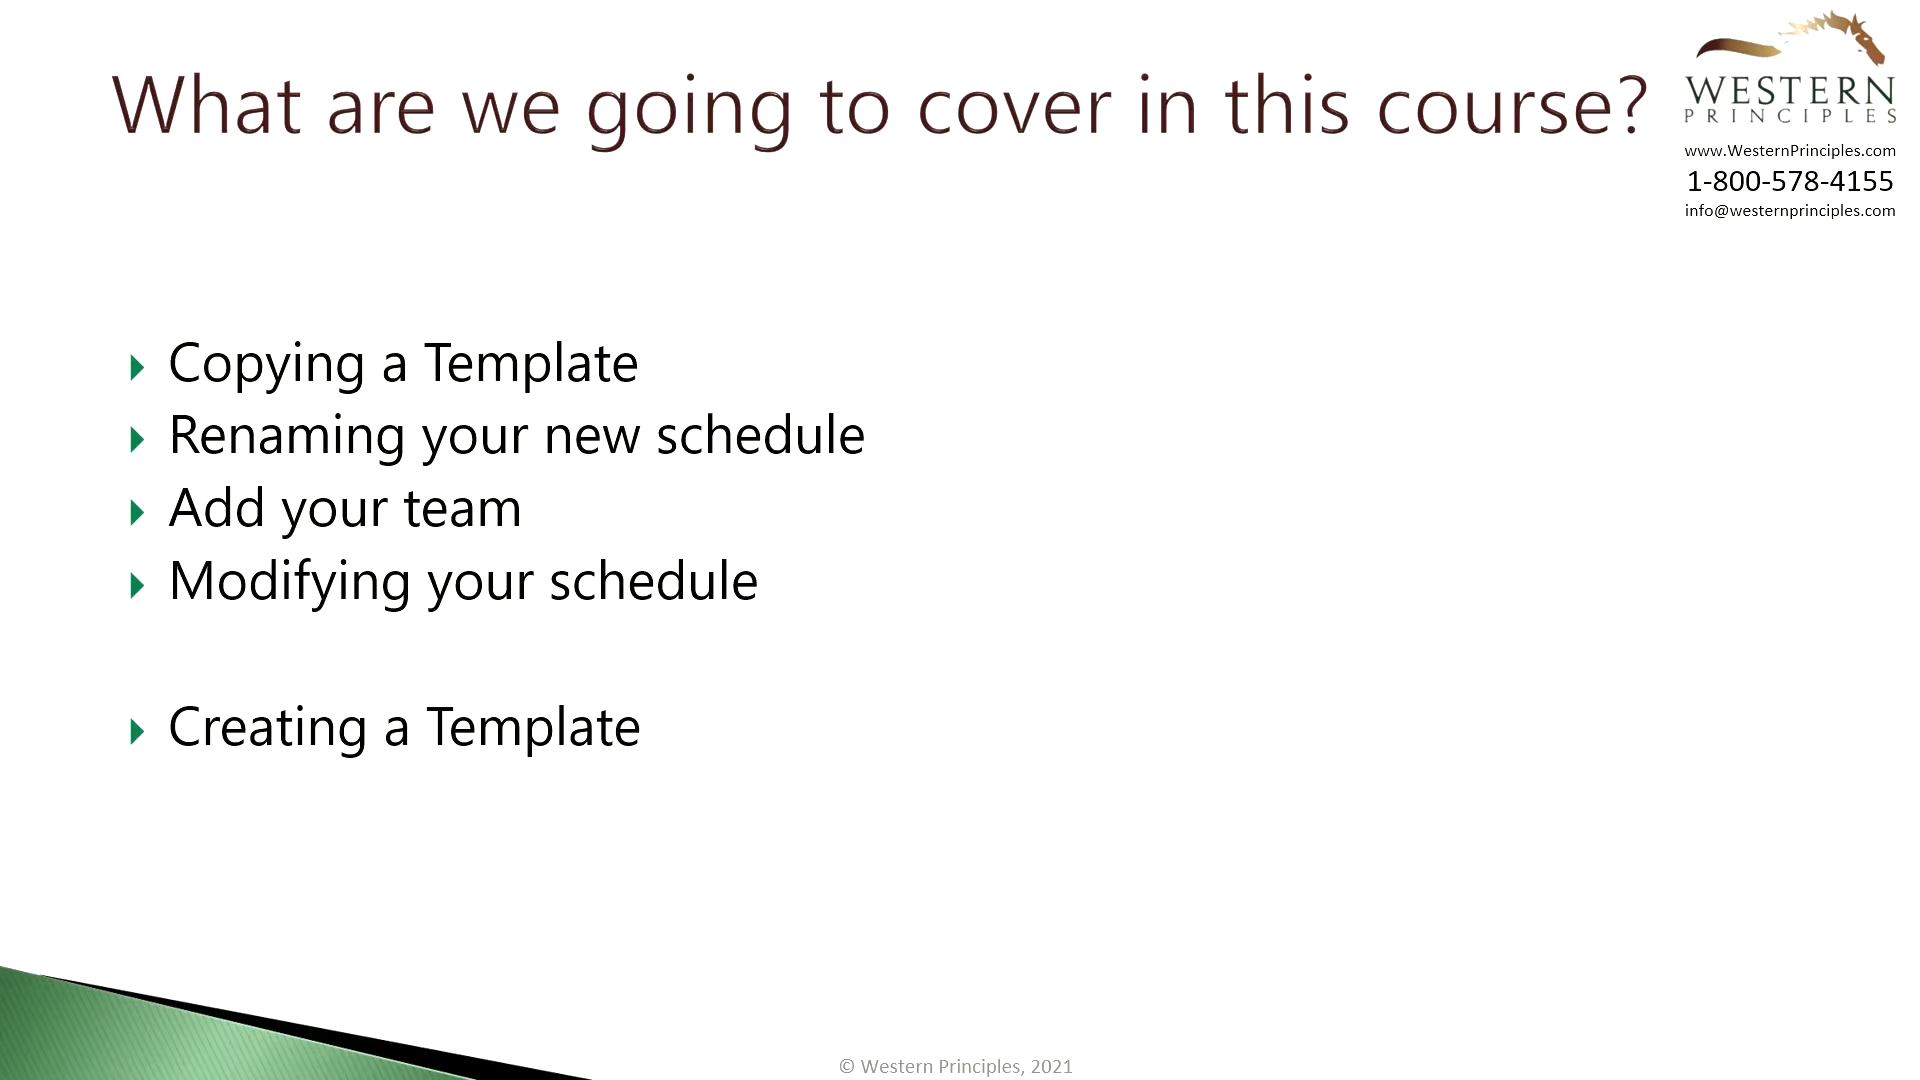 What are we going to cover in this course?
WESTERN
PRINCIPLES
www.WesternPrinciples.com
1-800-578-4155
info@westernprinciples.com
Copying a Template
Renaming your new schedule
Add your team
Modifying your schedule
Creating a Template
© Western Principles, 2021